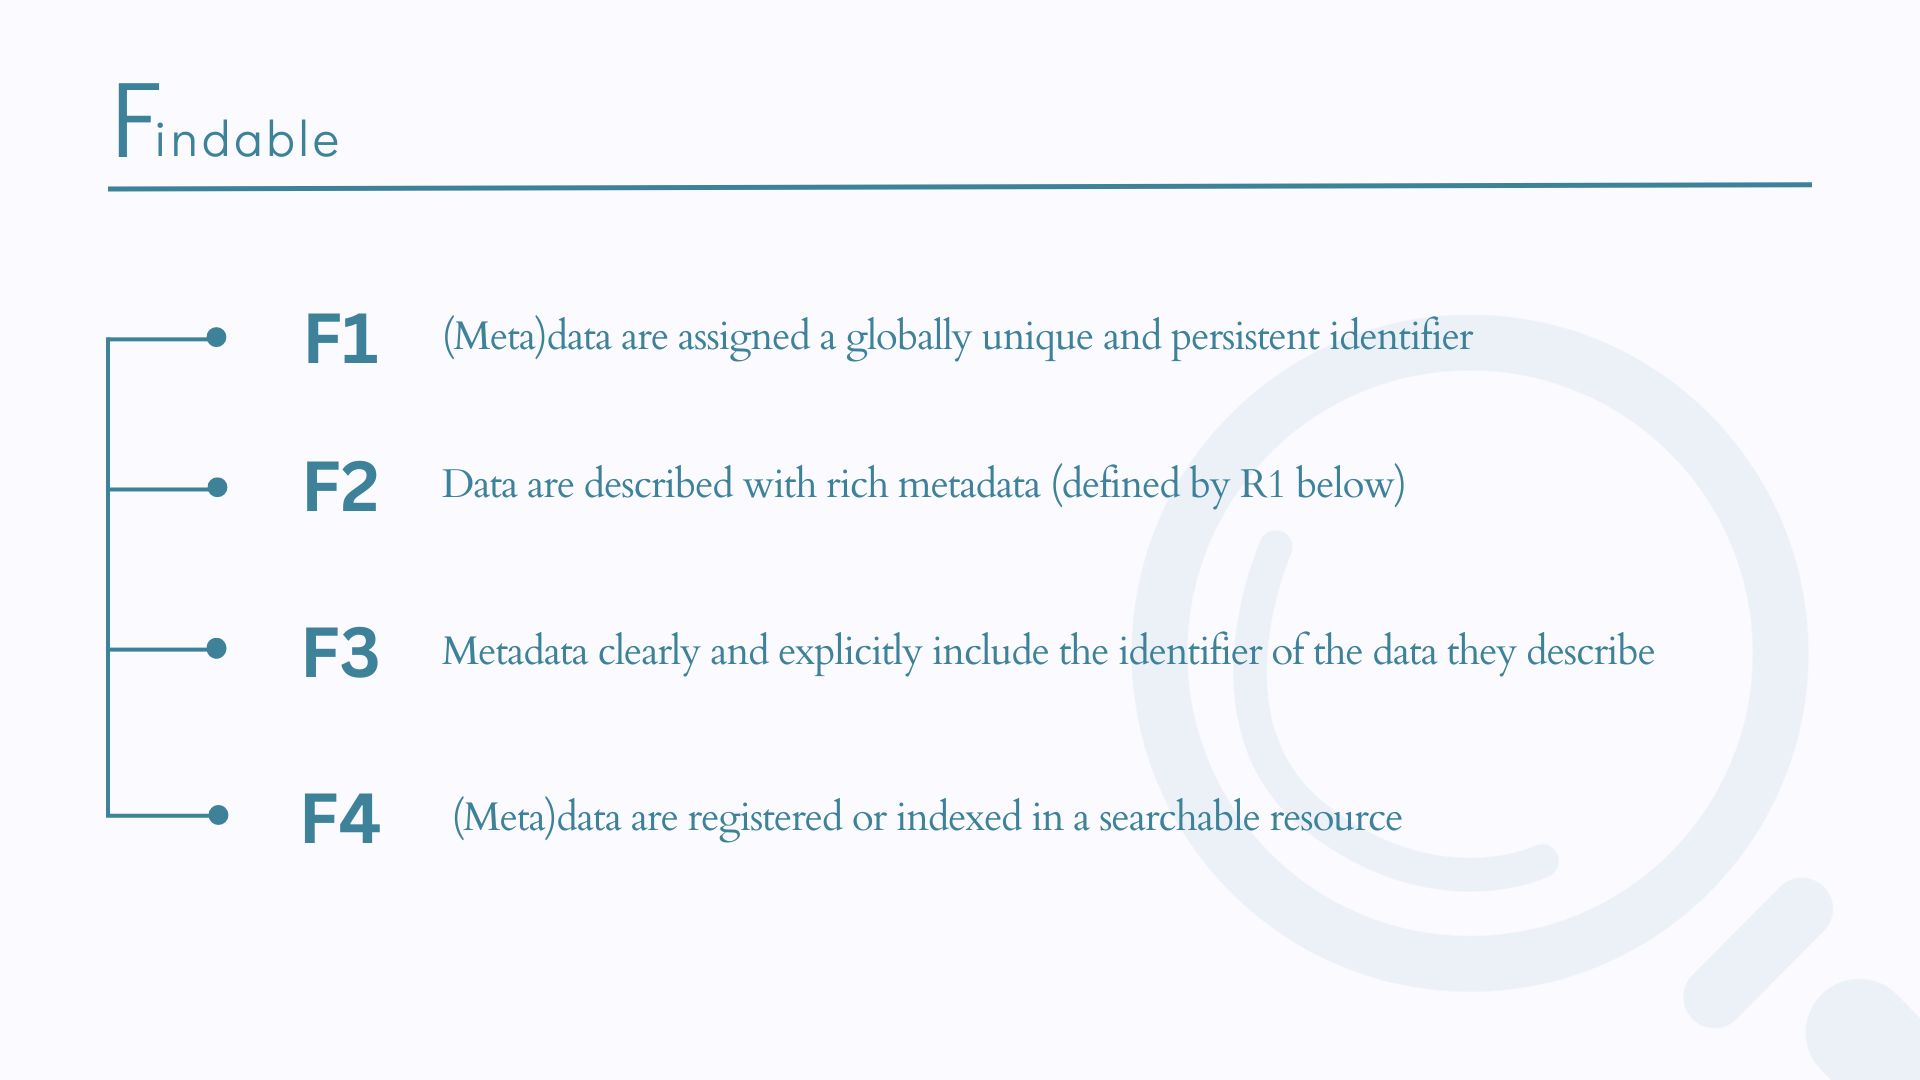 Findable
F1 (Meta)data are assigned a globally unique and persistent identifier
F2 Data are described with rich metadata (defined by R1 below)
F3 Metadata clearly and explicitly include the identifier of the data they describe
F4 (Meta)data are registered or indexed in a searchable resource